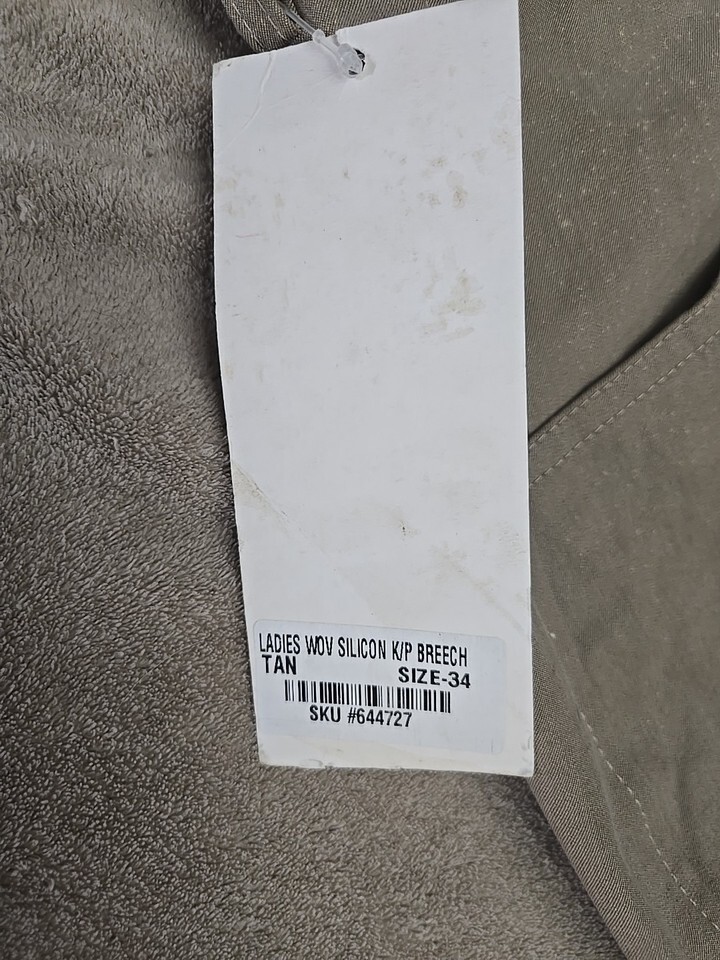 LADIES WOV SILICON K/P BREECH
TAN SIZE-34
SKU #644727